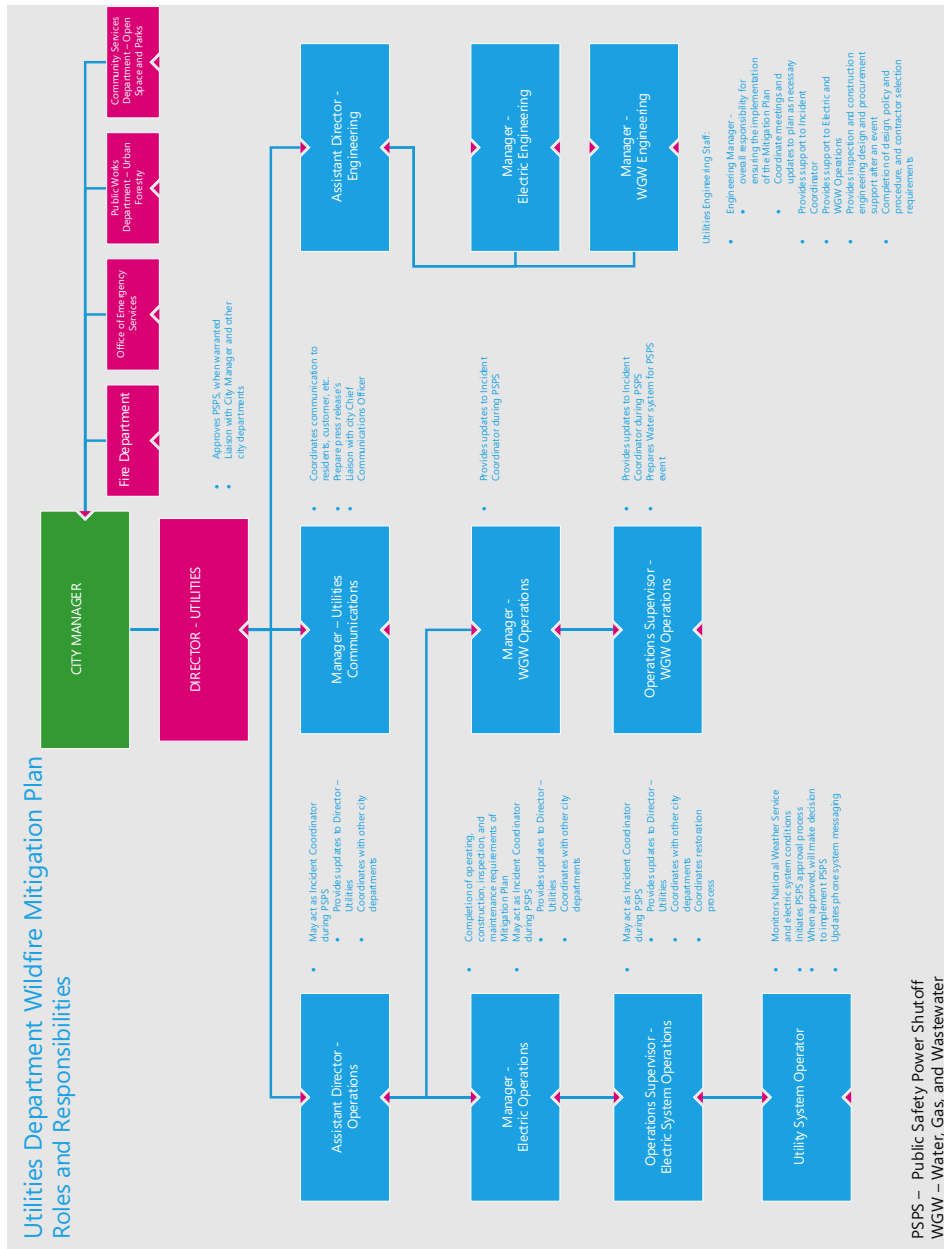 Utilities Department Wildfire Mitigation Plan
Roles and Responsibilities
CITY MANAGER
Fire Department
Office of Emergency
Services
Public Works
Department – Urban
Forestry
Community Services
Department – Open
Space and Parks
DIRECTOR - UTILITIES
• Approves PSPS, when warranted
• Liaison with City Manager and other
city departments
Assistant Director -
Operations
• May act as Incident Coordinator
during PSPS
• Provides updates to Director –
Utilities
• Coordinates with other city
departments
Manager – Utilities
Communications
• Coordinates communication to
residents, customer, etc.
• Prepare press release's
• Liaison with city Chief
Communications Officer
Assistant Director -
Engineering
Manager -
Electric Operations
• Completion of operating,
construction, inspection, and
maintenance requirements of
Mitigation Plan
• May act as Incident Coordinator
during PSPS
• Provides updates to Director –
Utilities
• Coordinates with other city
departments
Manager -
WGW Operations
• Provides updates to Incident
Coordinator during PSPS
Manager -
Electric Engineering
Operations Supervisor -
Electric System Operations
• May act as Incident Coordinator
during PSPS
• Provides updates to Director –
Utilities
• Coordinates with other city
departments
• Coordinates restoration
process
Operations Supervisor -
WGW Operations
• Provides updates to Incident
Coordinator during PSPS
• Prepares Water system for PSPS
event
Manager -
WGW Engineering
Utility System Operator
• Monitors National Weather Service
and electric system conditions
• Initiates PSPS approval process
• When approved, will make decision
to implement PSPS
• Updates phone system messaging
Utilities Engineering Staff:
• Engineering Manager -
• overall responsibility for
ensuring the implementation
of the Mitigation Plan
• Coordinate meetings and
updates to plan as necessary
• Provides support to Incident
Coordinator
• Provides support to Electric and
WGW Operations
• Provides inspection and construction
engineering design and procurement
support after an event
• Completion of design, policy and
procedure, and contractor selection
requirements
PSPS – Public Safety Power Shutoff
WGW – Water, Gas, and Wastewater